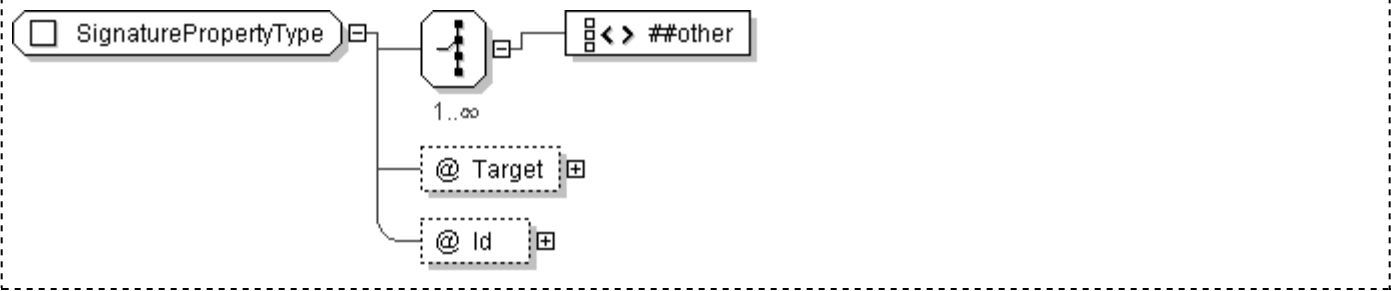 SignaturePropertyType
##other
1..∞
@ Target
@ Id